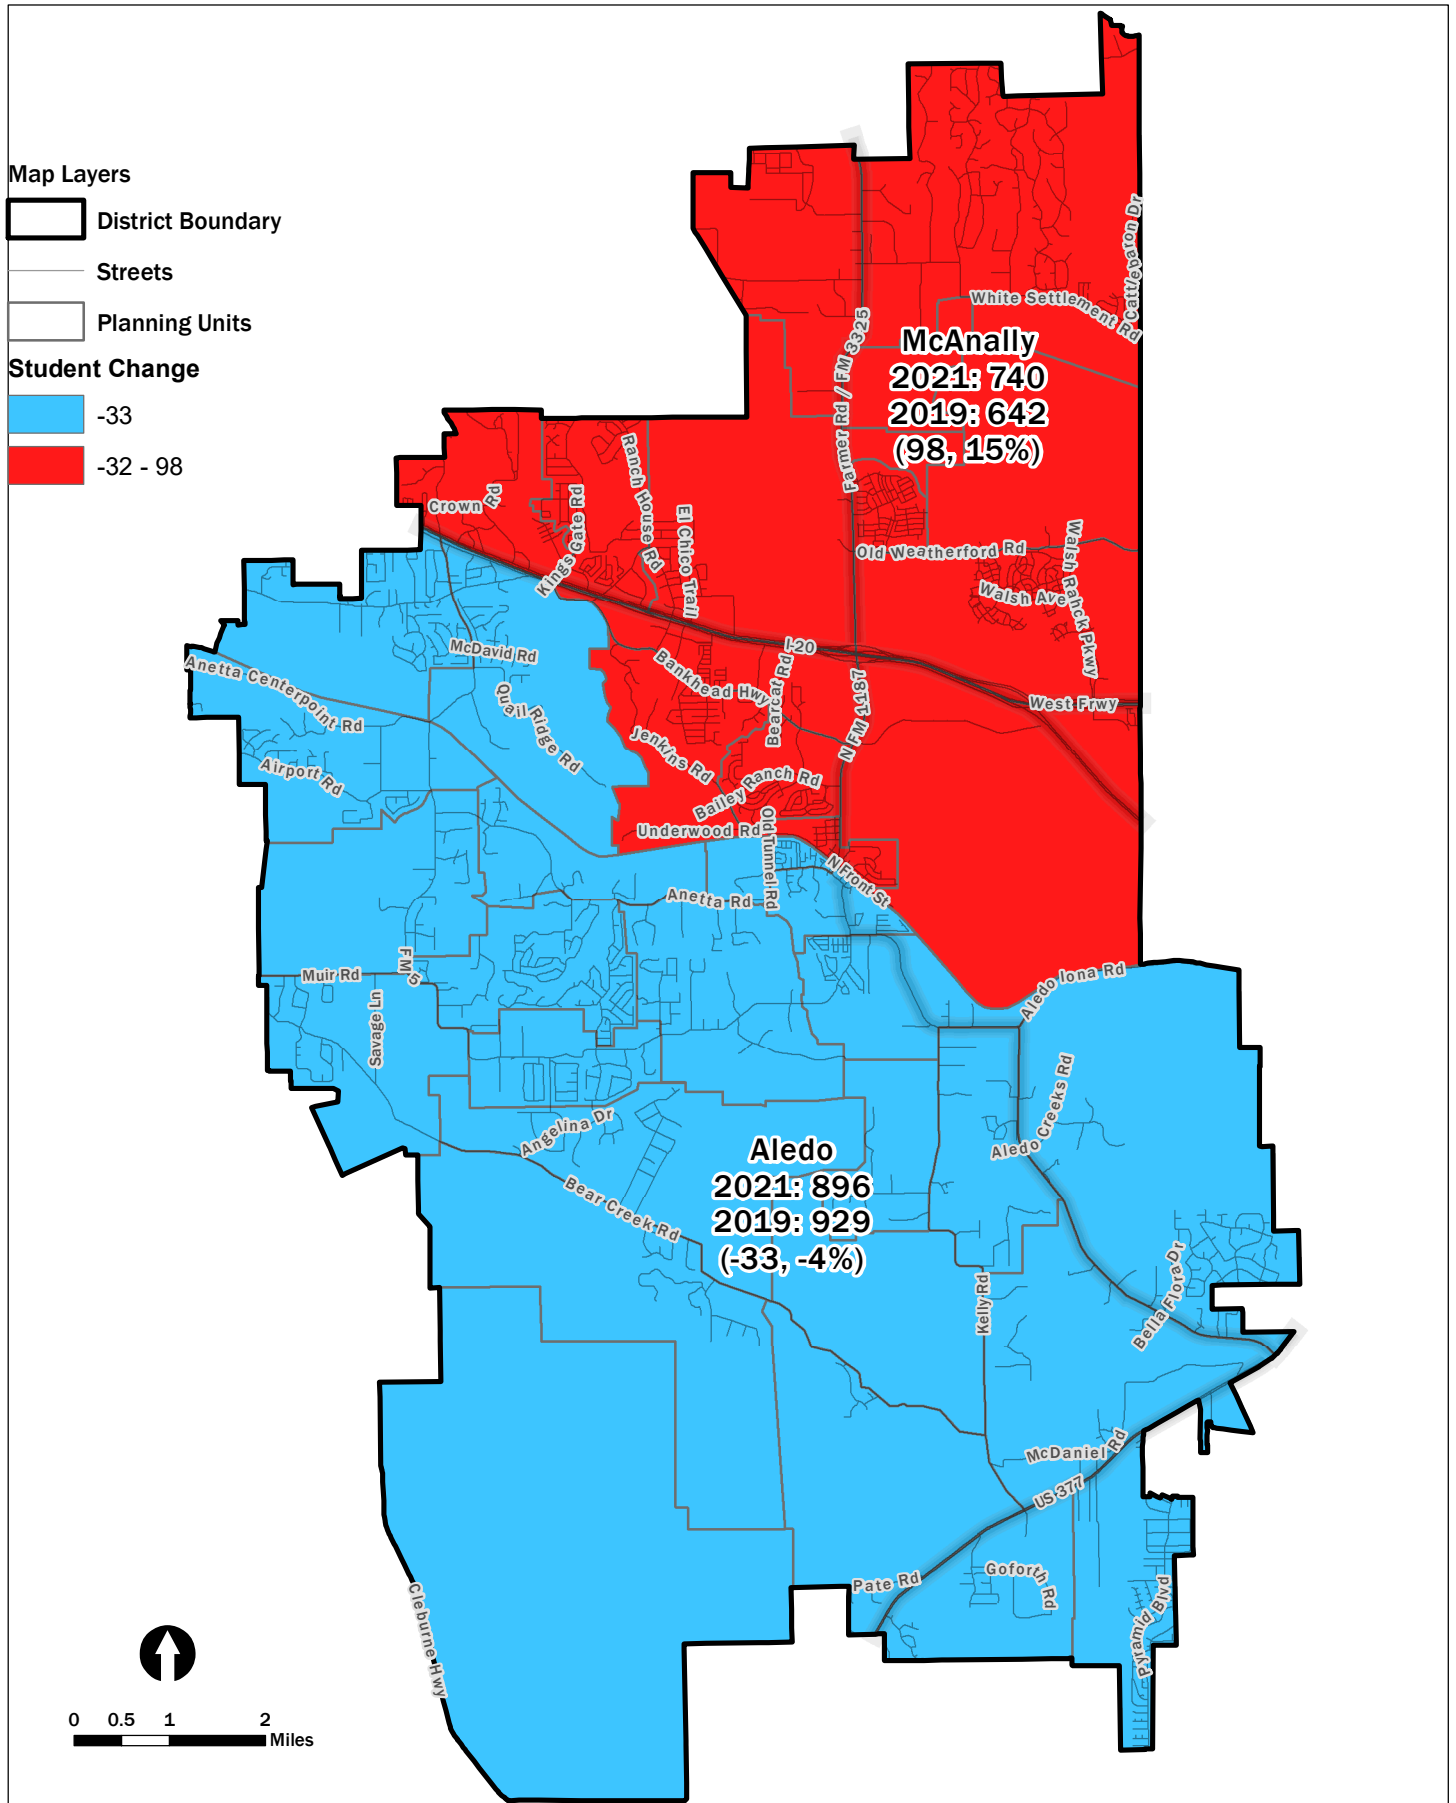 Map Layers
District Boundary
Streets
Planning Units
Student Change
-33
-32 - 98
Cattlebaron Dr
White Settlement Rd
Farmer Rd / FM 3325
McAnally
2021: 740
2019: 642
(98, 15%)
Ranch House Rd
Crown Rd
Kings Gate Rd
El Chico Trail
Old Weatherford Rd
Walsh Ranck Pkwy
Walsh Ave
I-20
McDavid Rd
Bankhead Hwy
Bearcat Rd
Anetta Centerpoint Rd
Quail Ridge Rd
N FM 1187
West Frwy
Jenkins Rd
Airport Rd
Bailey Ranch Rd
Underwood Rd
Old Tunnel Rd
N Front St
Anetta Rd
FM 5
Muir Rd
Aledo Iona Rd
Savage Ln
Aledo Creeks Rd
Angelina Dr
Aledo
2021: 896
2019: 929
(-33, -4%)
Bear Creek Rd
Bella Flora Dr
Kelly Rd
McDaniel Rd
US 377
Pate Rd
Goforth Rd
Pyramid Blvd
Cleburne Hwy
0 0.5 1 2
Miles